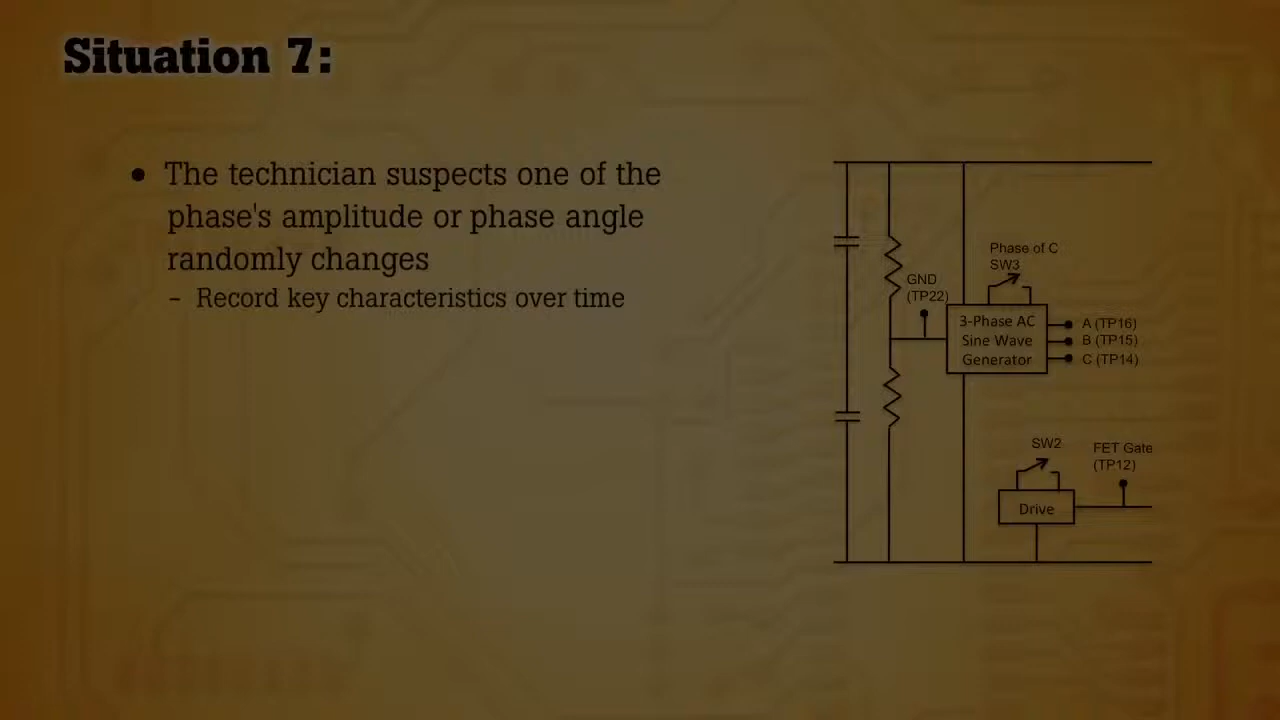 Situation 7:
• The technician suspects one of the
phase's amplitude or phase angle
randomly changes
– Record key characteristics over time
Phase of C
SW3
GND
(TP22)
3-Phase AC
Sine Wave
Generator
A (TP16)
B (TP15)
C (TP14)
SW2
FET Gate
(TP12)
Drive